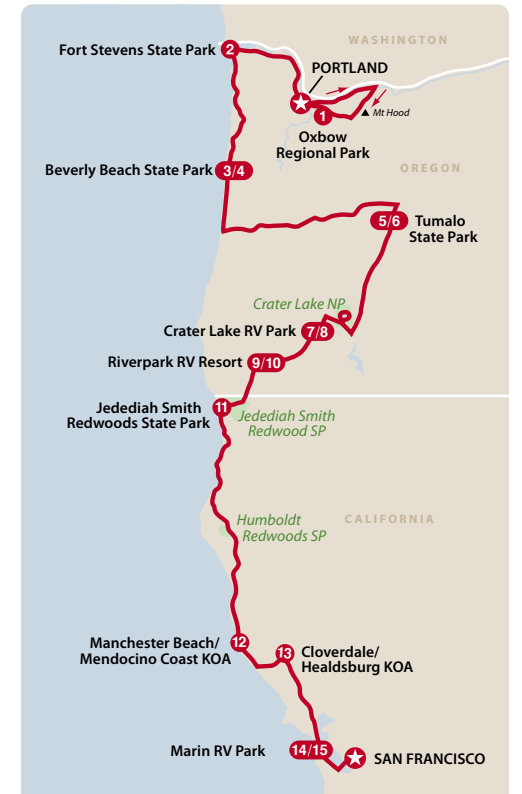 WASHINGTON
Fort Stevens State Park
2
PORTLAND
1
Mt Hood
Oxbow
Regional Park
OREGON
Beverly Beach State Park
3/4
5/6
Tumalo
State Park
Crater Lake NP
Crater Lake RV Park
7/8
Riverpark RV Resort
9/10
Jedediah Smith
Redwoods State Park
11
Jedediah Smith
Redwood SP
Humboldt
Redwoods SP
CALIFORNIA
Manchester Beach/
Mendocino Coast KOA
12
13
Cloverdale/
Healdsburg KOA
Marin RV Park
14/15
SAN FRANCISCO